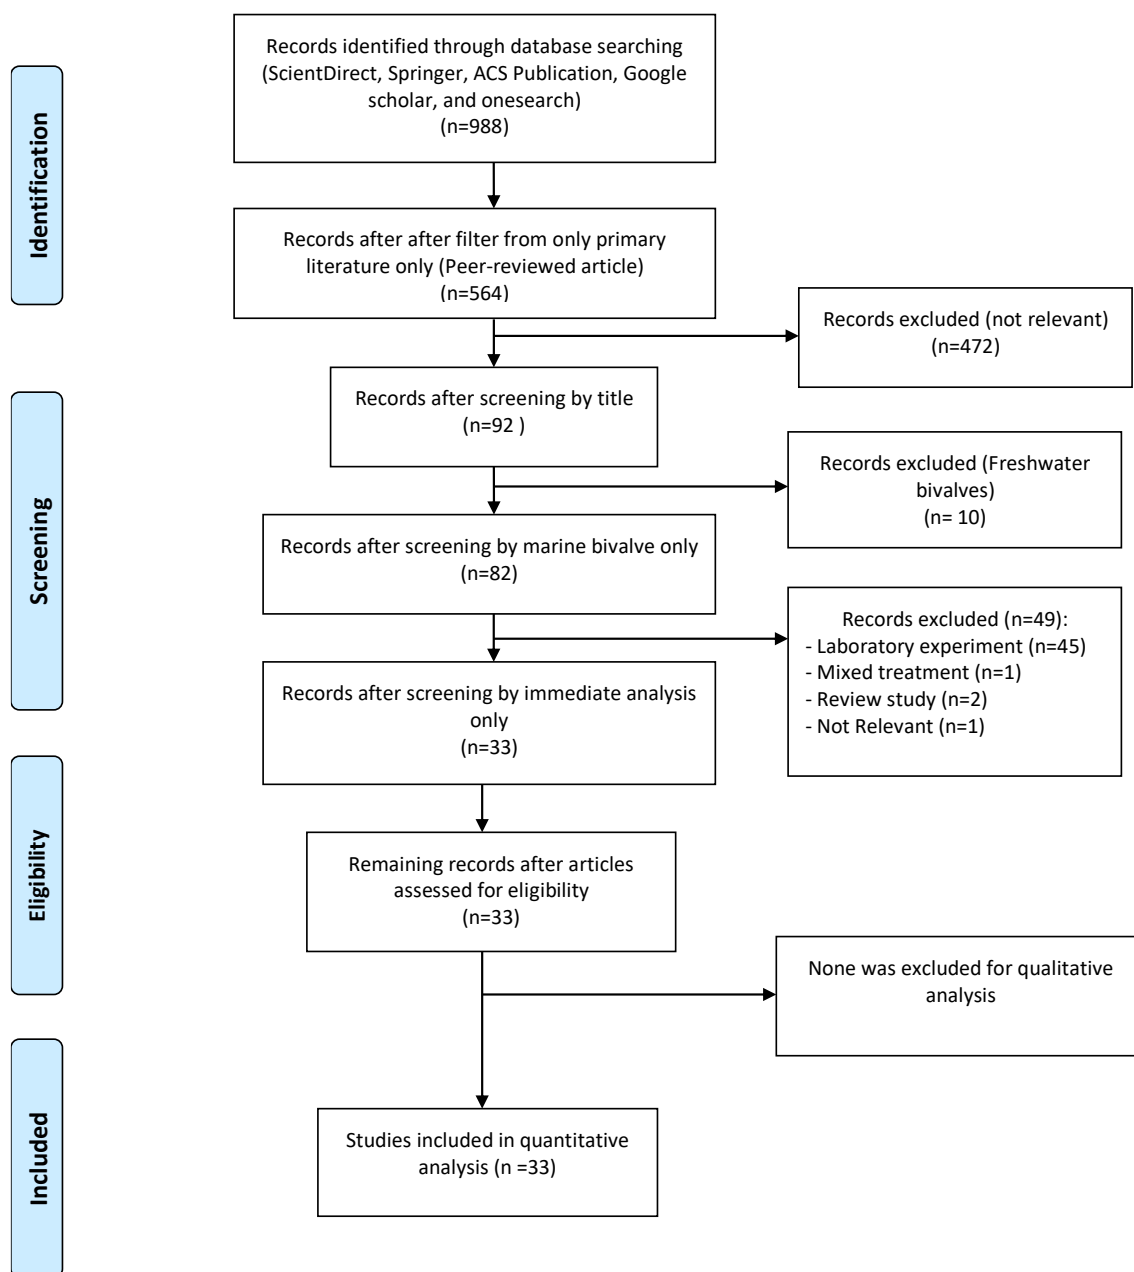 Records identified through database searching
(ScientDirect, Springer, ACS Publication, Google
scholar, and onesearch)
(n=988)
Identification
Records after after filter from only primary
literature only (Peer-reviewed article)
(n=564)
Records excluded (not relevant)
(n=472)
Records after screening by title
(n=92 )
Records excluded (Freshwater
bivalves)
(n= 10)
Screening
Records after screening by marine bivalve only
(n=82)
Records excluded (n=49):
- Laboratory experiment (n=45)
- Mixed treatment (n=1)
- Review study (n=2)
- Not Relevant (n=1)
Records after screening by immediate analysis
only
(n=33)
Eligibility
Remaining records after articles
assessed for eligibility
(n=33)
None was excluded for qualitative
analysis
Included
Studies included in quantitative
analysis (n =33)